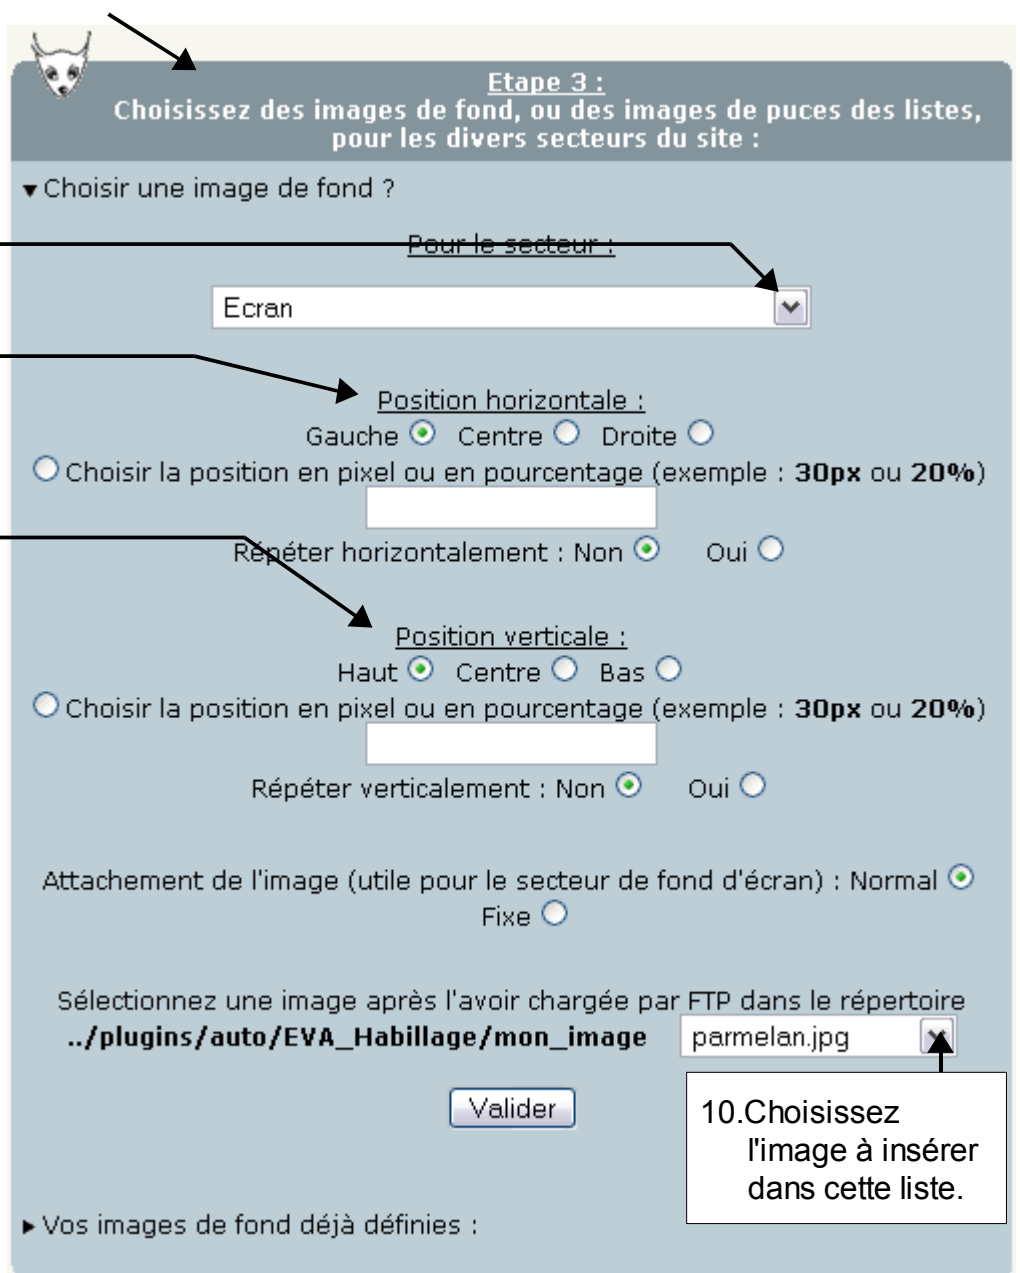 Etape 3 :
Choisissez des images de fond, ou des images de puces des listes,
pour les divers secteurs du site :
▼ Choisir une image de fond ?
Pour le secteur :
Ecran
Position horizontale :
Gauche Centre Droite
Choisir la position en pixel ou en pourcentage (exemple : 30px ou 20%)
Répéter horizontalement : Non Oui
Position verticale :
Haut Centre Bas
Choisir la position en pixel ou en pourcentage (exemple : 30px ou 20%)
Répéter verticalement : Non Oui
Attachement de l'image (utile pour le secteur de fond d'écran) : Normal
Fixe
Sélectionnez une image après l'avoir chargée par FTP dans le répertoire
../plugins/auto/EVA_Habillage/mon_image parmelan.jpg
Valider
10.Choisissez
l'image à insérer
dans cette liste.
► Vos images de fond déjà définies :